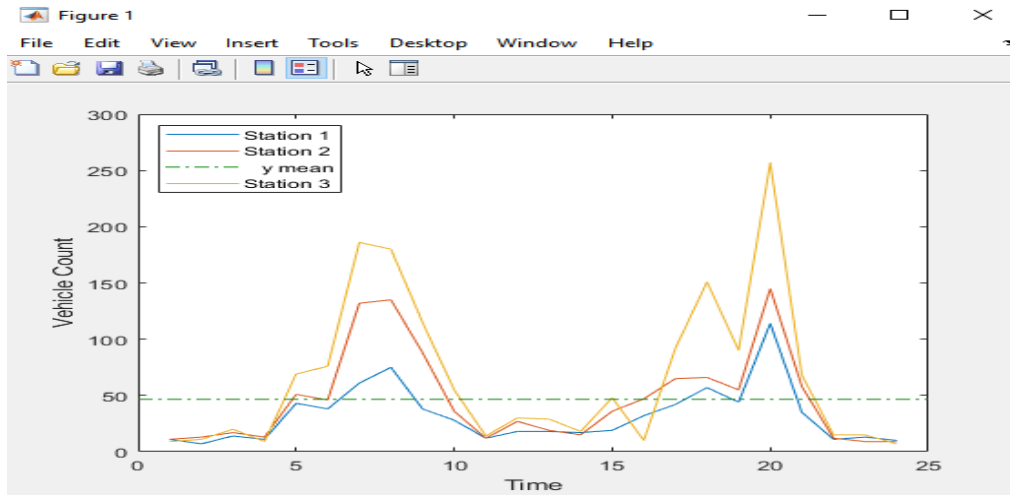 Figure 1
File Edit View Insert Tools Desktop Window Help
300
250
200
150
100
50
0
Vehicle Count
Station 1
Station 2
y mean
Station 3
0 5 10 15 20 25
Time